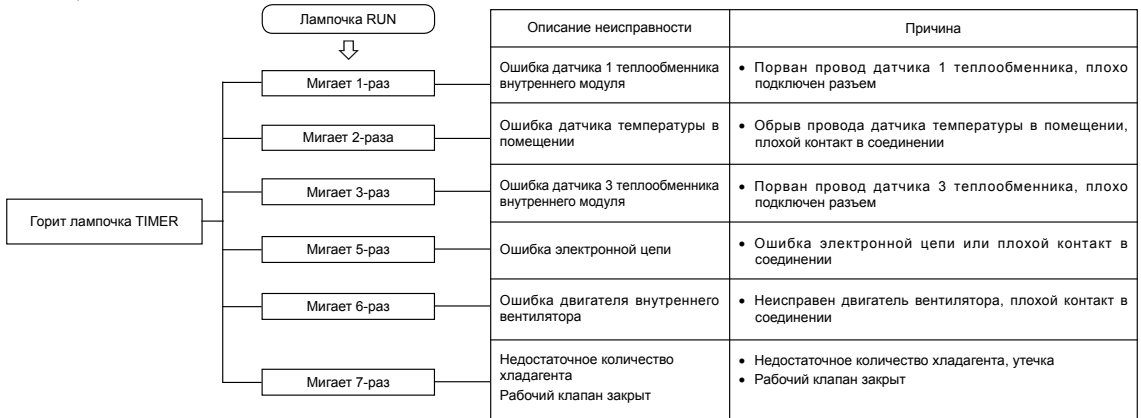 Лампочка RUN
Описание неисправности
Причина
Горит лампочка TIMER
Мигает 1-раз
Ошибка датчика 1 теплообменника
внутреннего модуля
• Порван провод датчика 1 теплообменника, плохо
подключен разъем
Мигает 2-раза
Ошибка датчика температуры в
помещении
• Обрыв провода датчика температуры в помещении,
плохой контакт в соединении
Мигает 3-раз
Ошибка датчика 3 теплообменника
внутреннего модуля
• Порван провод датчика 3 теплообменника, плохо
подключен разъем
Мигает 5-раз
Ошибка электронной цепи
• Ошибка электронной цепи или плохой контакт в
соединении
Мигает 6-раз
Ошибка двигателя внутреннего
вентилятора
• Неисправен двигатель вентилятора, плохой контакт в
соединении
Мигает 7-раз
Недостаточное количество
хладагента
Рабочий клапан закрыт
• Недостаточное количество хладагента, утечка
• Рабочий клапан закрыт